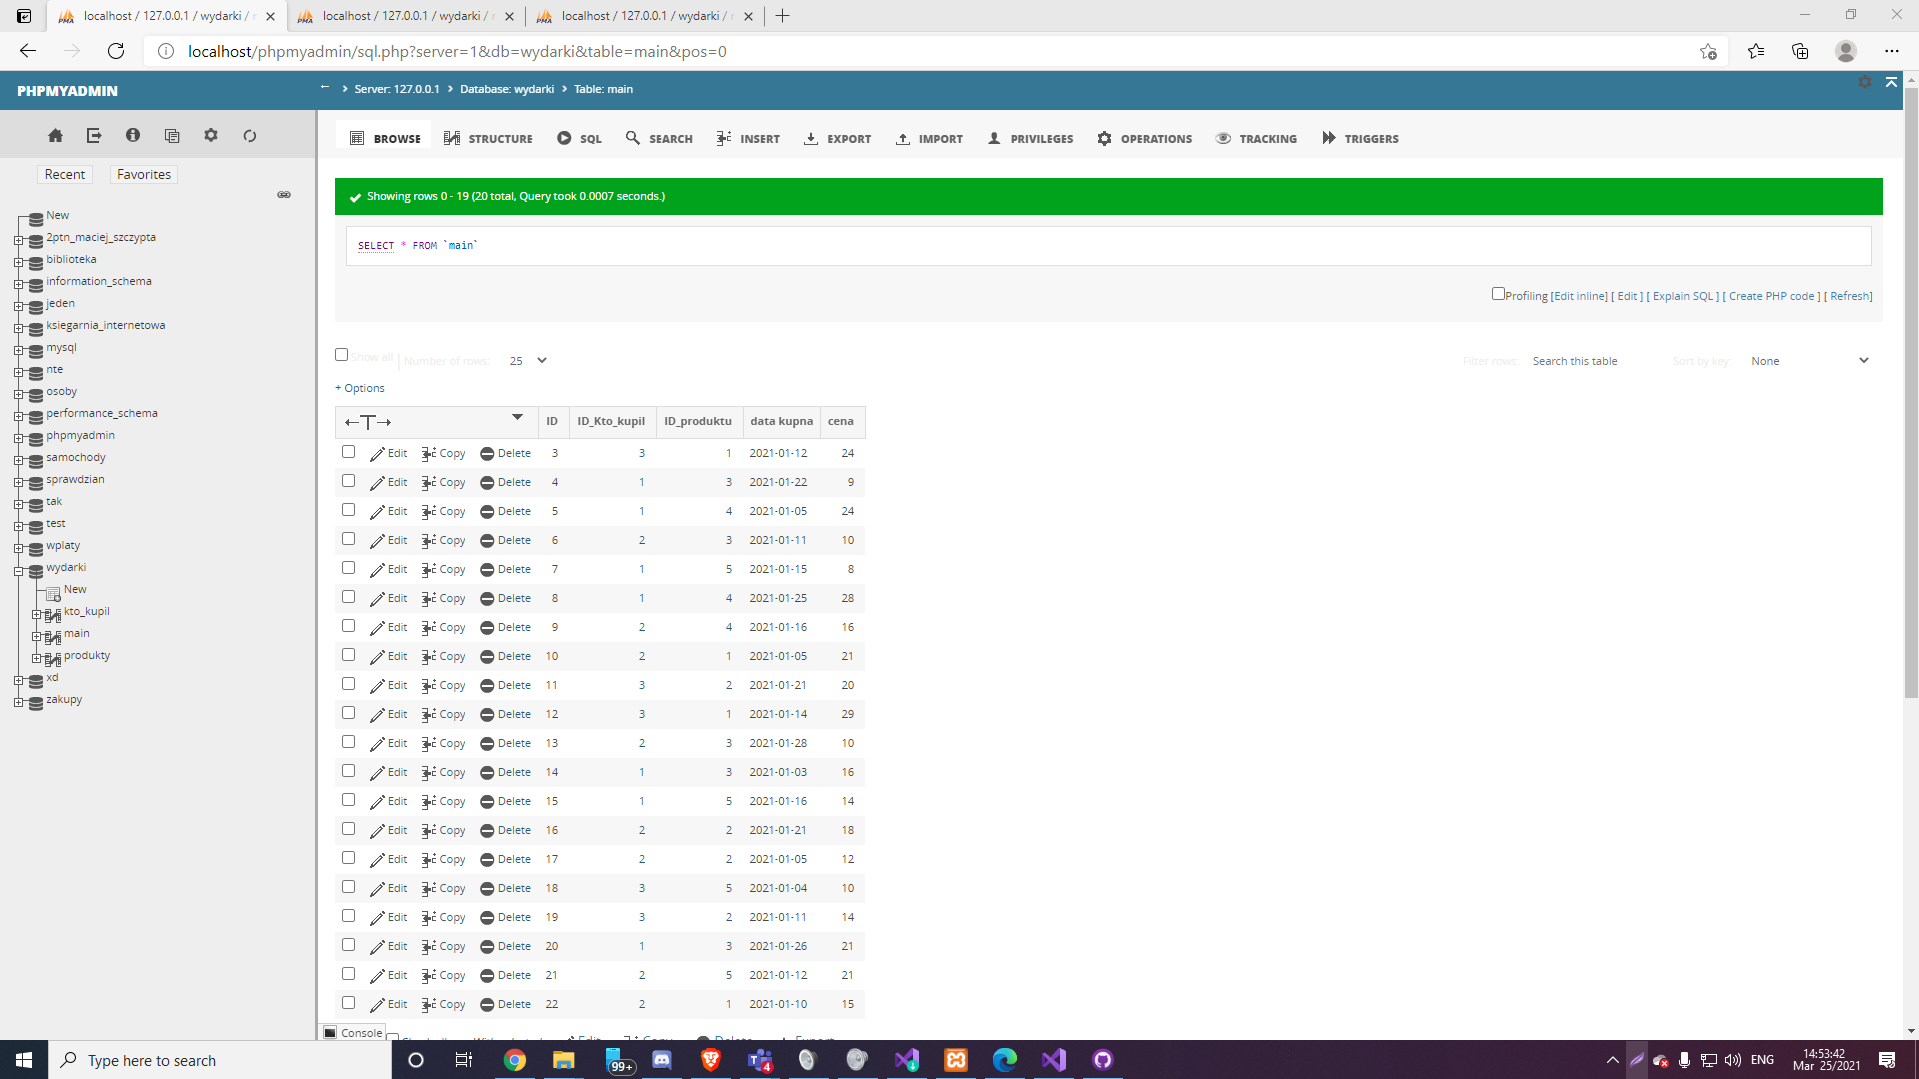 localhost / 127.0.0.1 / wydarki /
localhost / 127.0.0.1 / wydarki /
localhost / 127.0.0.1 / wydarki /
localhost/phpmyadmin/sql.php?server=1&db=wydarki&table=main&pos=0
PHPMYADMIN
Server: 127.0.0.1 › Database: wydarki › Table: main
BROWSE STRUCTURE SQL SEARCH INSERT EXPORT IMPORT PRIVILEGES OPERATIONS TRACKING TRIGGERS
Recent Favorites
New
2ptn_maciej_szczypta
biblioteka
information_schema
jeden
ksiegarnia_internetowa
mysql
nte
osoby
performance_schema
phpmyadmin
samochody
sprawdzian
tak
test
wplaty
wydarki
New
kto_kupil
main
produkty
xd
zakupy
Showing rows 0 - 19 (20 total, Query took 0.0007 seconds.)
SELECT * FROM `main`
Profiling [Edit inline] [ Edit ] [ Explain SQL ] [ Create PHP code ] [ Refresh]
Show all | Number of rows: 25 Filter rows: Search this table Sort by key: None
+ Options
ID ID_Kto_kupil ID_produktu data kupna cena
Edit Copy Delete 3 3 1 2021-01-12 24
Edit Copy Delete 4 1 3 2021-01-22 9
Edit Copy Delete 5 1 4 2021-01-05 24
Edit Copy Delete 6 2 3 2021-01-11 10
Edit Copy Delete 7 1 5 2021-01-15 8
Edit Copy Delete 8 1 4 2021-01-25 28
Edit Copy Delete 9 2 4 2021-01-16 16
Edit Copy Delete 10 2 1 2021-01-05 21
Edit Copy Delete 11 3 2 2021-01-21 20
Edit Copy Delete 12 3 1 2021-01-14 29
Edit Copy Delete 13 2 3 2021-01-28 10
Edit Copy Delete 14 1 3 2021-01-03 16
Edit Copy Delete 15 1 5 2021-01-16 14
Edit Copy Delete 16 2 2 2021-01-21 18
Edit Copy Delete 17 2 2 2021-01-05 12
Edit Copy Delete 18 3 5 2021-01-04 10
Edit Copy Delete 19 3 2 2021-01-11 14
Edit Copy Delete 20 1 3 2021-01-26 21
Edit Copy Delete 21 2 5 2021-01-12 21
Edit Copy Delete 22 2 1 2021-01-10 15
Console
Type here to search
99+
4
ENG
14:53:42
Mar 25/2021